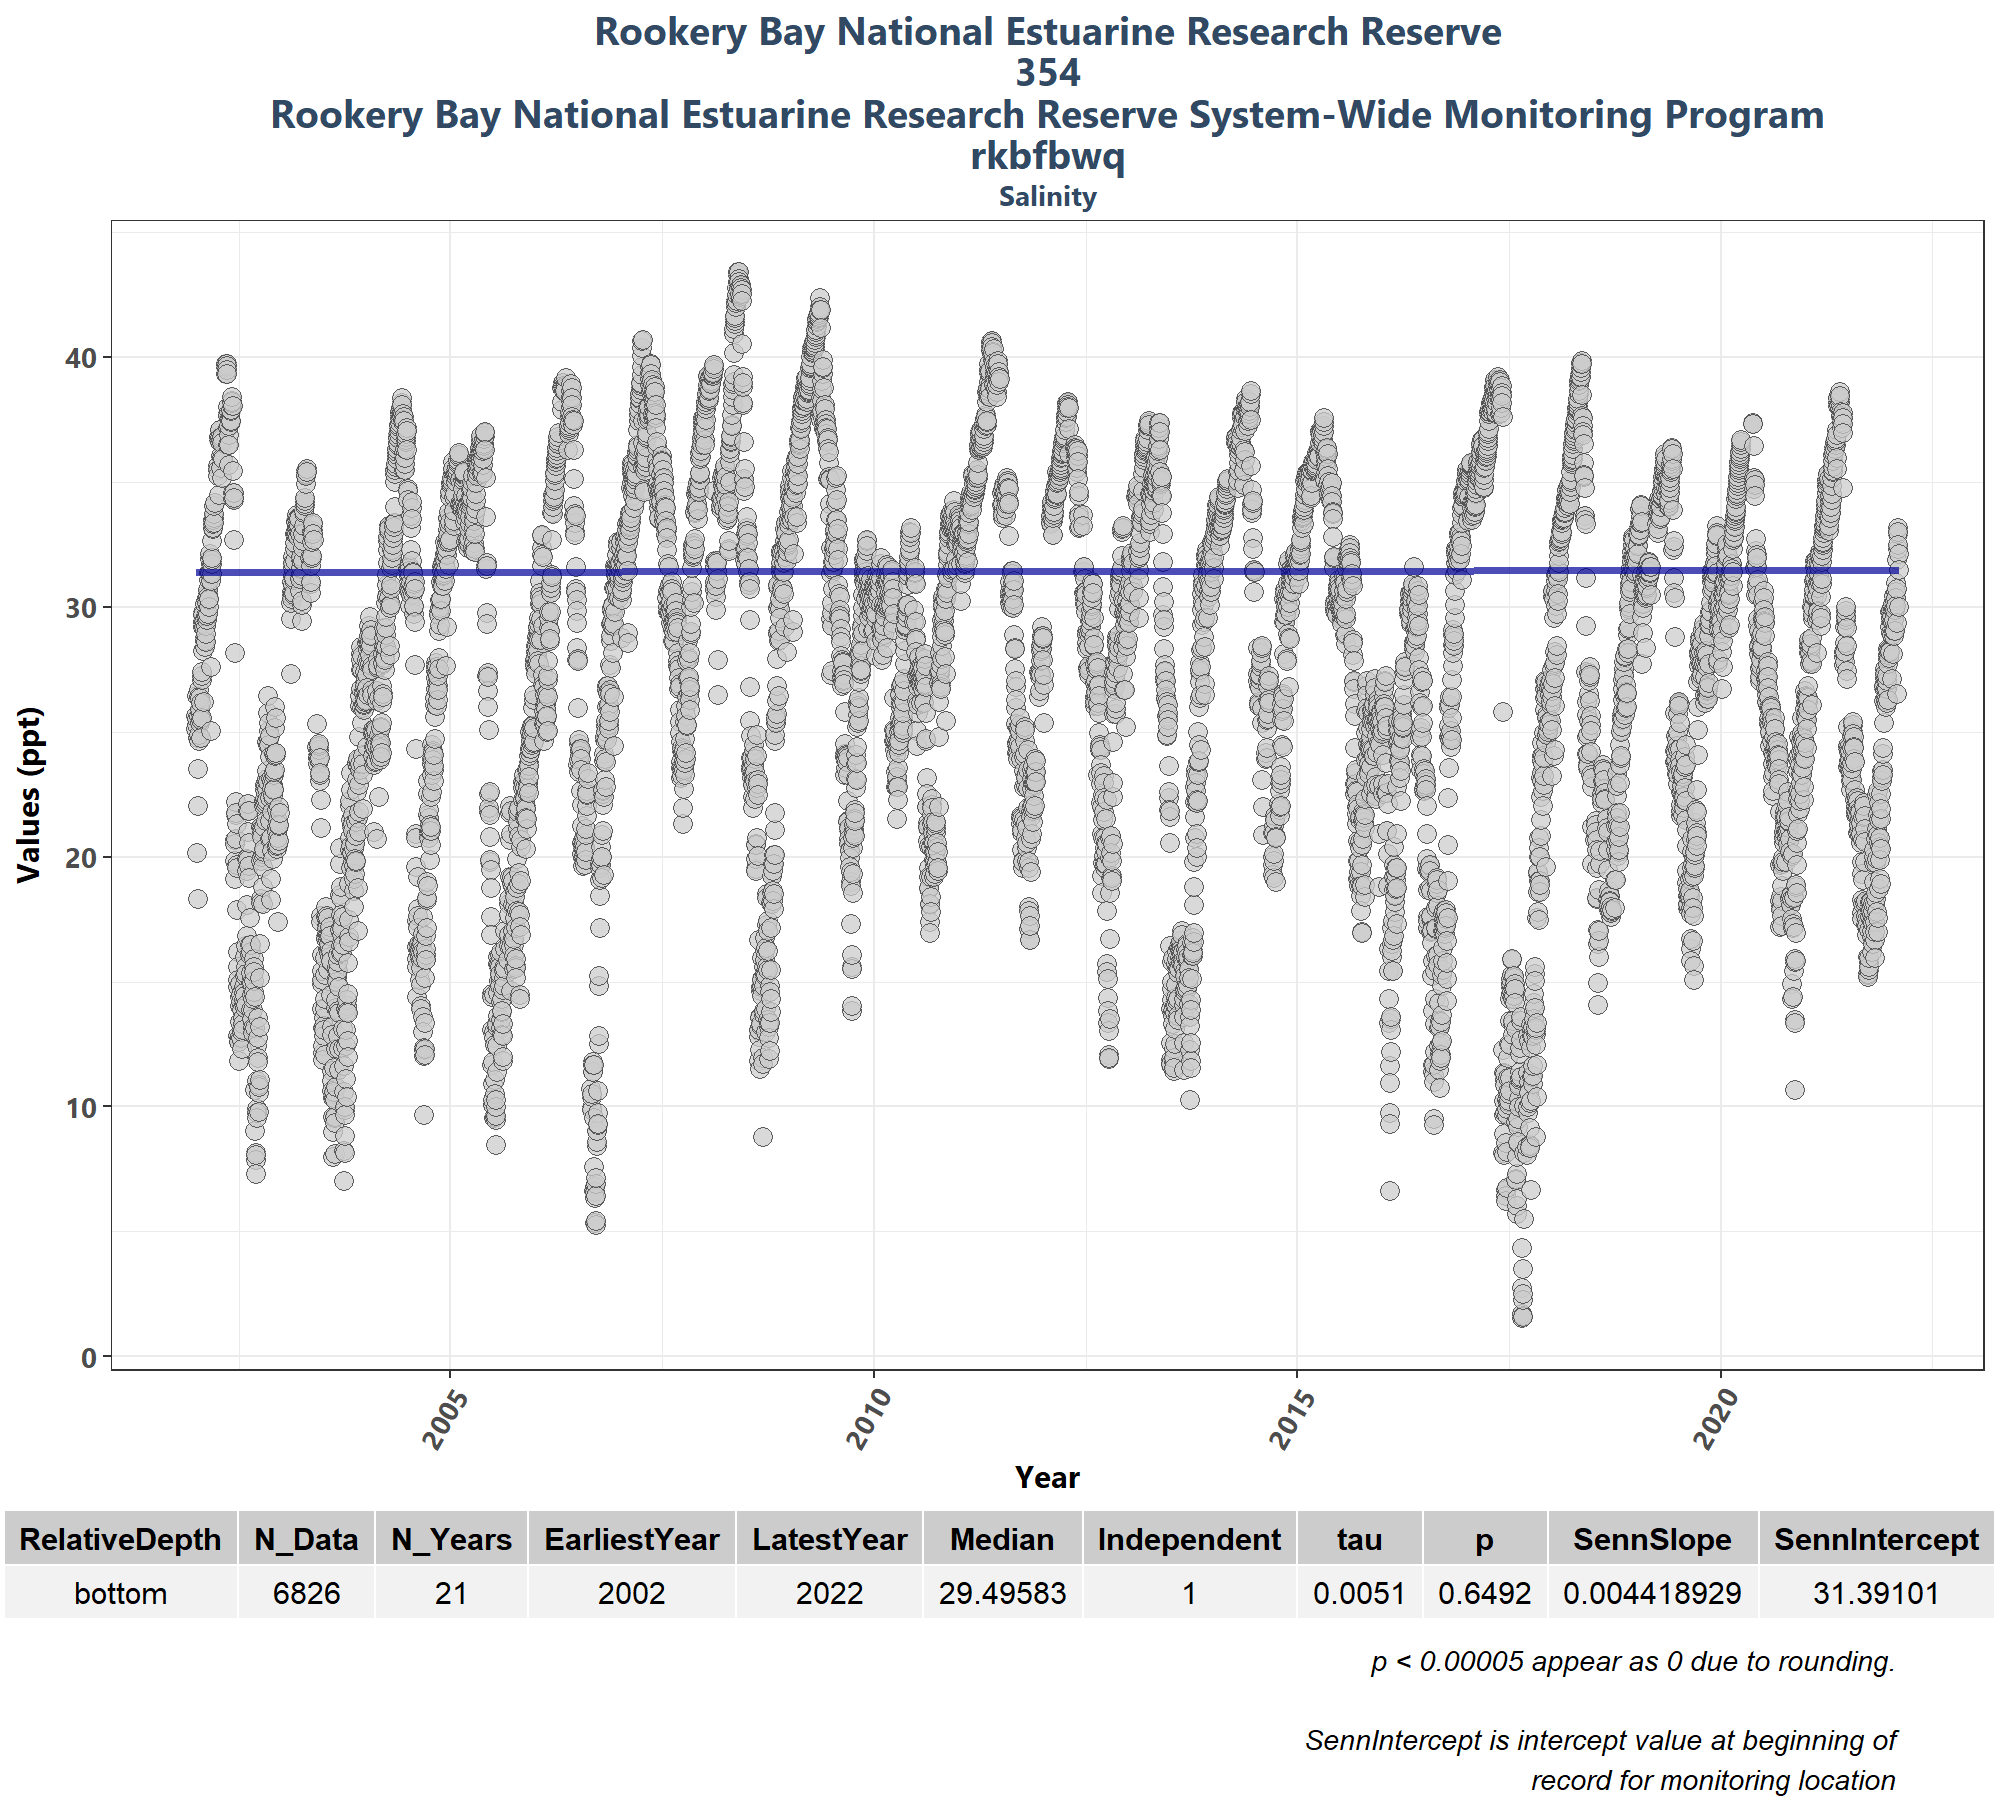 Rookery Bay National Estuarine Research Reserve
354
Rookery Bay National Estuarine Research Reserve System-Wide Monitoring Program
rkbfbwq
Salinity
Values (ppt)
40
30
20
10
0
2005
2010
2015
2020
Year
RelativeDepth N_Data N_Years EarliestYear LatestYear Median Independent tau p SennSlope SennIntercept
bottom 6826 21 2002 2022 29.49583 1 0.0051 0.6492 0.004418929 31.39101
p < 0.00005 appear as 0 due to rounding.
SennIntercept is intercept value at beginning of
record for monitoring location